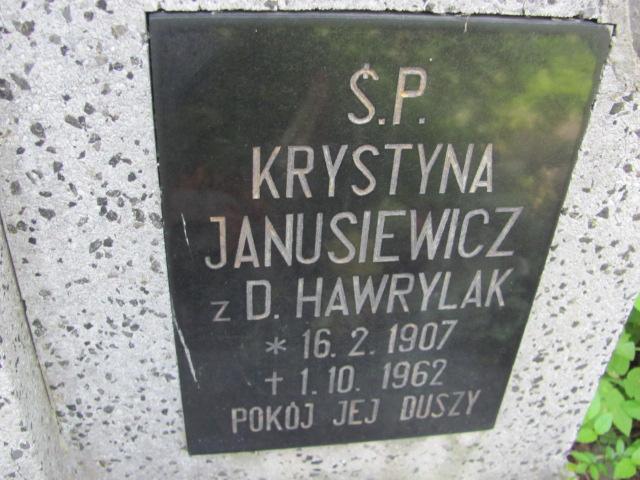 Ś.P.
KRYSTYNA
JANUSIEWICZ
z D. HAWRYLAK
* 16. 2. 1907
† 1. 10. 1962
POKÓJ JEJ DUSZY